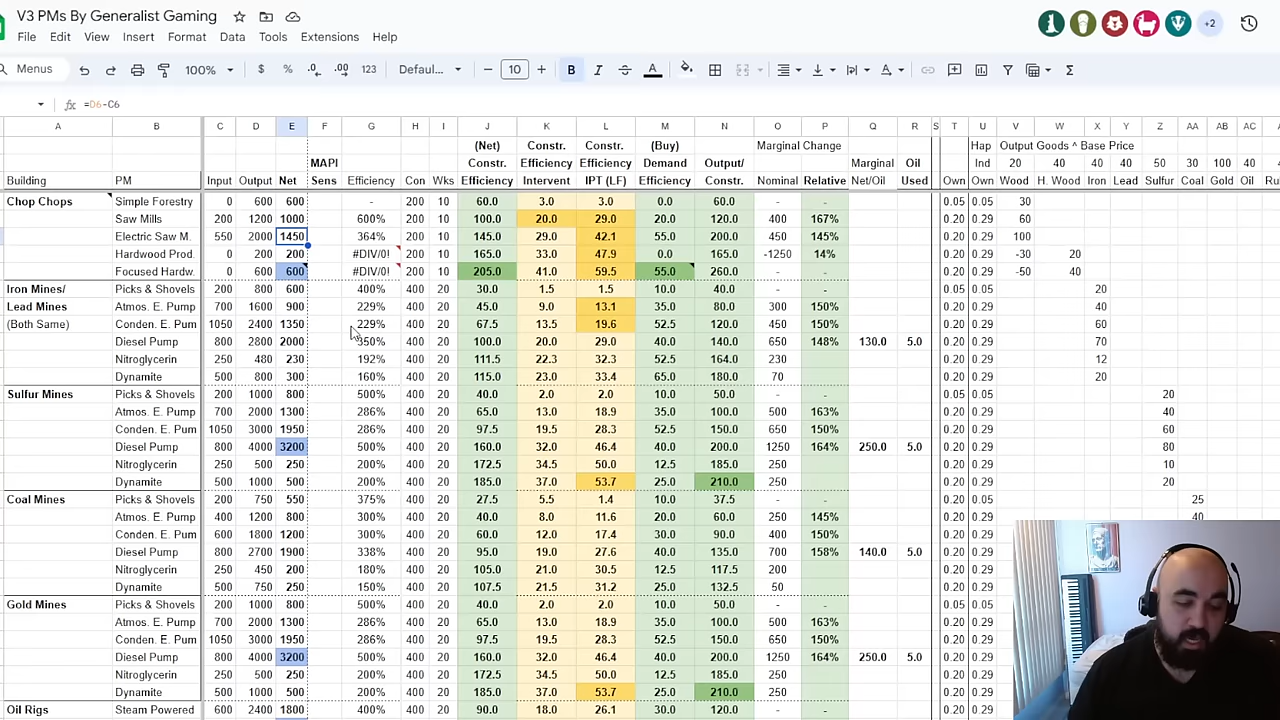 V3 PMs By Generalist Gaming
File Edit View Insert Format Data Tools Extensions Help
+2
Menus 100% $ % .0 .00 123 Defaul... 10 B I A Σ
fx =D6-C6
A B C D E F G H I J K L M N O P Q R S T U V W X Y Z AA AB AC A
(Net) Constr. Constr. (Buy) Marginal Change Hap Output Goods ^ Base Price
MAPI Constr. Efficiency Efficiency Demand Output/ Marginal Oil Ind 20 40 40 40 50 30 100 40 4
Building PM Input Output Net Sens Efficiency Con Wks Efficiency Intervent IPT (LF) Efficiency Constr. Nominal Relative Net/Oil Used Own Own Wood H. Wood Iron Lead Sulfur Coal Gold Oil Ru
Chop Chops Simple Forestry 0 600 600 - 200 10 60.0 3.0 3.0 0.0 60.0 - - 0.05 0.05 30
Saw Mills 200 1200 1000 600% 200 10 100.0 20.0 29.0 20.0 120.0 400 167% 0.20 0.29 60
Electric Saw M. 550 2000 1450 364% 200 10 145.0 29.0 42.1 55.0 200.0 450 145% 0.20 0.29 100
Hardwood Prod. 0 200 200 #DIV/0! 200 10 165.0 33.0 47.9 0.0 165.0 -1250 14% 0.20 0.29 -30 20
Focused Hardw. 0 600 600 #DIV/0! 200 10 205.0 41.0 59.5 55.0 260.0 0.20 0.29 -50 40
Iron Mines/ Picks & Shovels 200 800 600 400% 400 10 30.0 1.5 1.5 10.0 40.0 - - 0.05 0.05 20
Lead Mines Atmos. E. Pump 700 1600 900 229% 400 10 45.0 9.0 13.1 35.0 80.0 300 150% 0.20 0.29 40
(Both Same) Conden. E. Pum 1050 2400 1350 229% 400 10 67.5 13.5 19.6 52.5 120.0 450 150% 0.20 0.29 60
Diesel Pump 800 2800 2000 350% 400 10 100.0 20.0 29.0 40.0 140.0 650 148% 130.0 5.0 0.20 0.29 70
Nitroglycerin 250 480 230 192% 400 10 111.5 22.3 32.3 52.5 164.0 230 0.20 0.29 12
Dynamite 500 800 300 160% 400 10 115.0 23.0 33.4 65.0 180.0 70 0.20 0.29 20
Sulfur Mines Picks & Shovels 200 1000 800 500% 400 10 40.0 2.0 2.0 10.0 50.0 - - 0.05 0.05 20
Atmos. E. Pump 700 2000 1300 286% 400 10 65.0 13.0 18.9 35.0 100.0 500 163% 0.20 0.29 40
Conden. E. Pum 1050 3000 1950 286% 400 10 97.5 19.5 28.3 52.5 150.0 650 150% 0.20 0.29 60
Diesel Pump 800 4000 3200 500% 400 10 160.0 32.0 46.4 40.0 200.0 1250 164% 250.0 5.0 0.20 0.29 80
Nitroglycerin 250 500 250 200% 400 10 172.5 34.5 50.0 12.5 185.0 250 0.20 0.29 10
Dynamite 500 1000 500 200% 400 10 185.0 37.0 53.7 25.0 210.0 250 0.20 0.29 20
Coal Mines Picks & Shovels 200 750 550 375% 400 10 27.5 5.5 1.4 10.0 37.5 - - 0.20 0.05 25
Atmos. E. Pump 400 1200 800 300% 400 10 40.0 8.0 11.6 20.0 60.0 250 145% 0.20 0.29 40
Conden. E. Pum 600 1800 1200 300% 400 10 60.0 12.0 17.4 30.0 90.0 400 150% 0.20 0.29
Diesel Pump 800 2700 1900 338% 400 10 95.0 19.0 27.6 40.0 135.0 700 158% 140.0 5.0 0.20 0.29
Nitroglycerin 250 450 200 180% 400 10 105.0 21.0 30.5 12.5 117.5 200 0.20 0.29
Dynamite 500 750 250 150% 400 10 107.5 21.5 31.2 25.0 132.5 50 0.20 0.29
Gold Mines Picks & Shovels 200 1000 800 500% 400 10 40.0 2.0 2.0 10.0 50.0 - - 0.05 0.05
Atmos. E. Pump 700 2000 1300 286% 400 10 65.0 13.0 18.9 35.0 100.0 500 163% 0.20 0.29
Conden. E. Pum 1050 3000 1950 286% 400 10 97.5 19.5 28.3 52.5 150.0 650 150% 0.20 0.29
Diesel Pump 800 4000 3200 500% 400 10 160.0 32.0 46.4 40.0 200.0 1250 164% 250.0 5.0 0.20 0.29
Nitroglycerin 250 500 250 200% 400 10 172.5 34.5 50.0 12.5 185.0 250 0.20 0.29
Dynamite 500 1000 500 200% 400 10 185.0 37.0 53.7 25.0 210.0 250 0.20 0.29
Oil Rigs Steam Powered 600 2400 1800 400% 400 10 90.0 18.0 26.1 30.0 120.0 - - 0.20 0.29